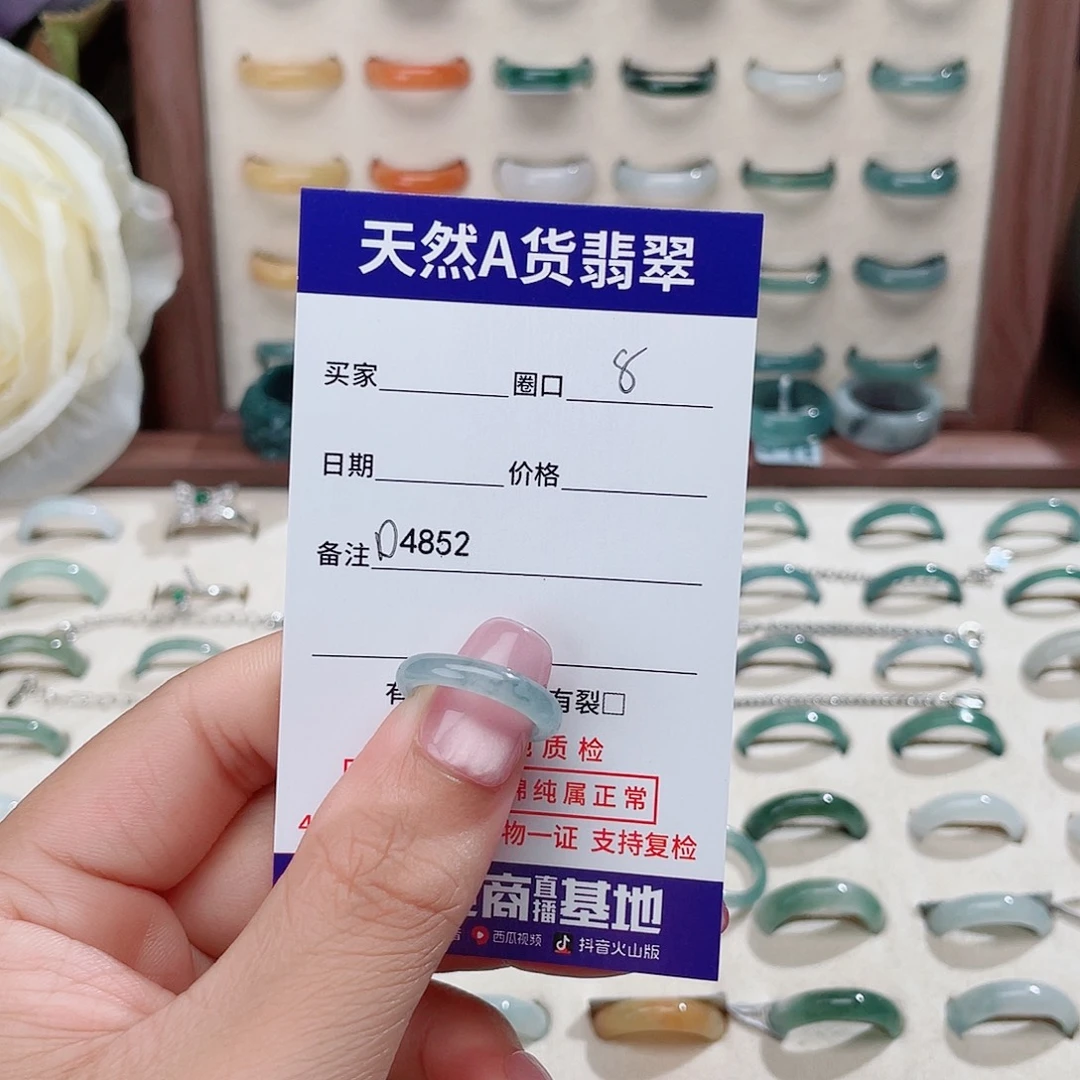 天然A货翡翠
买家 圈口 8
日期 价格
备注 D4852
有 有裂□
质检
纯属正常
物一证 支持复检
商直播基地
西瓜视频 抖音火山版